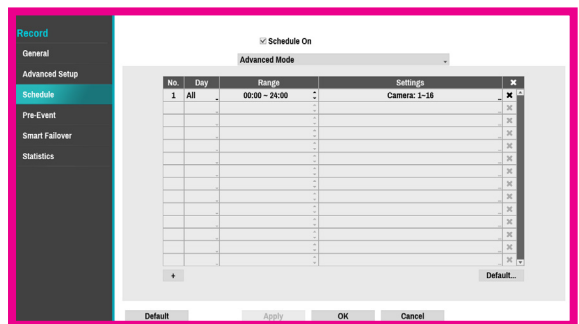 Record
General
Advanced Setup
Schedule
Pre-Event
Smart Failover
Statistics
Schedule On
Advanced Mode
No. Day Range Settings
1 All 00:00 ~ 24:00 Camera: 1~16
+ Default...
Default Apply OK Cancel